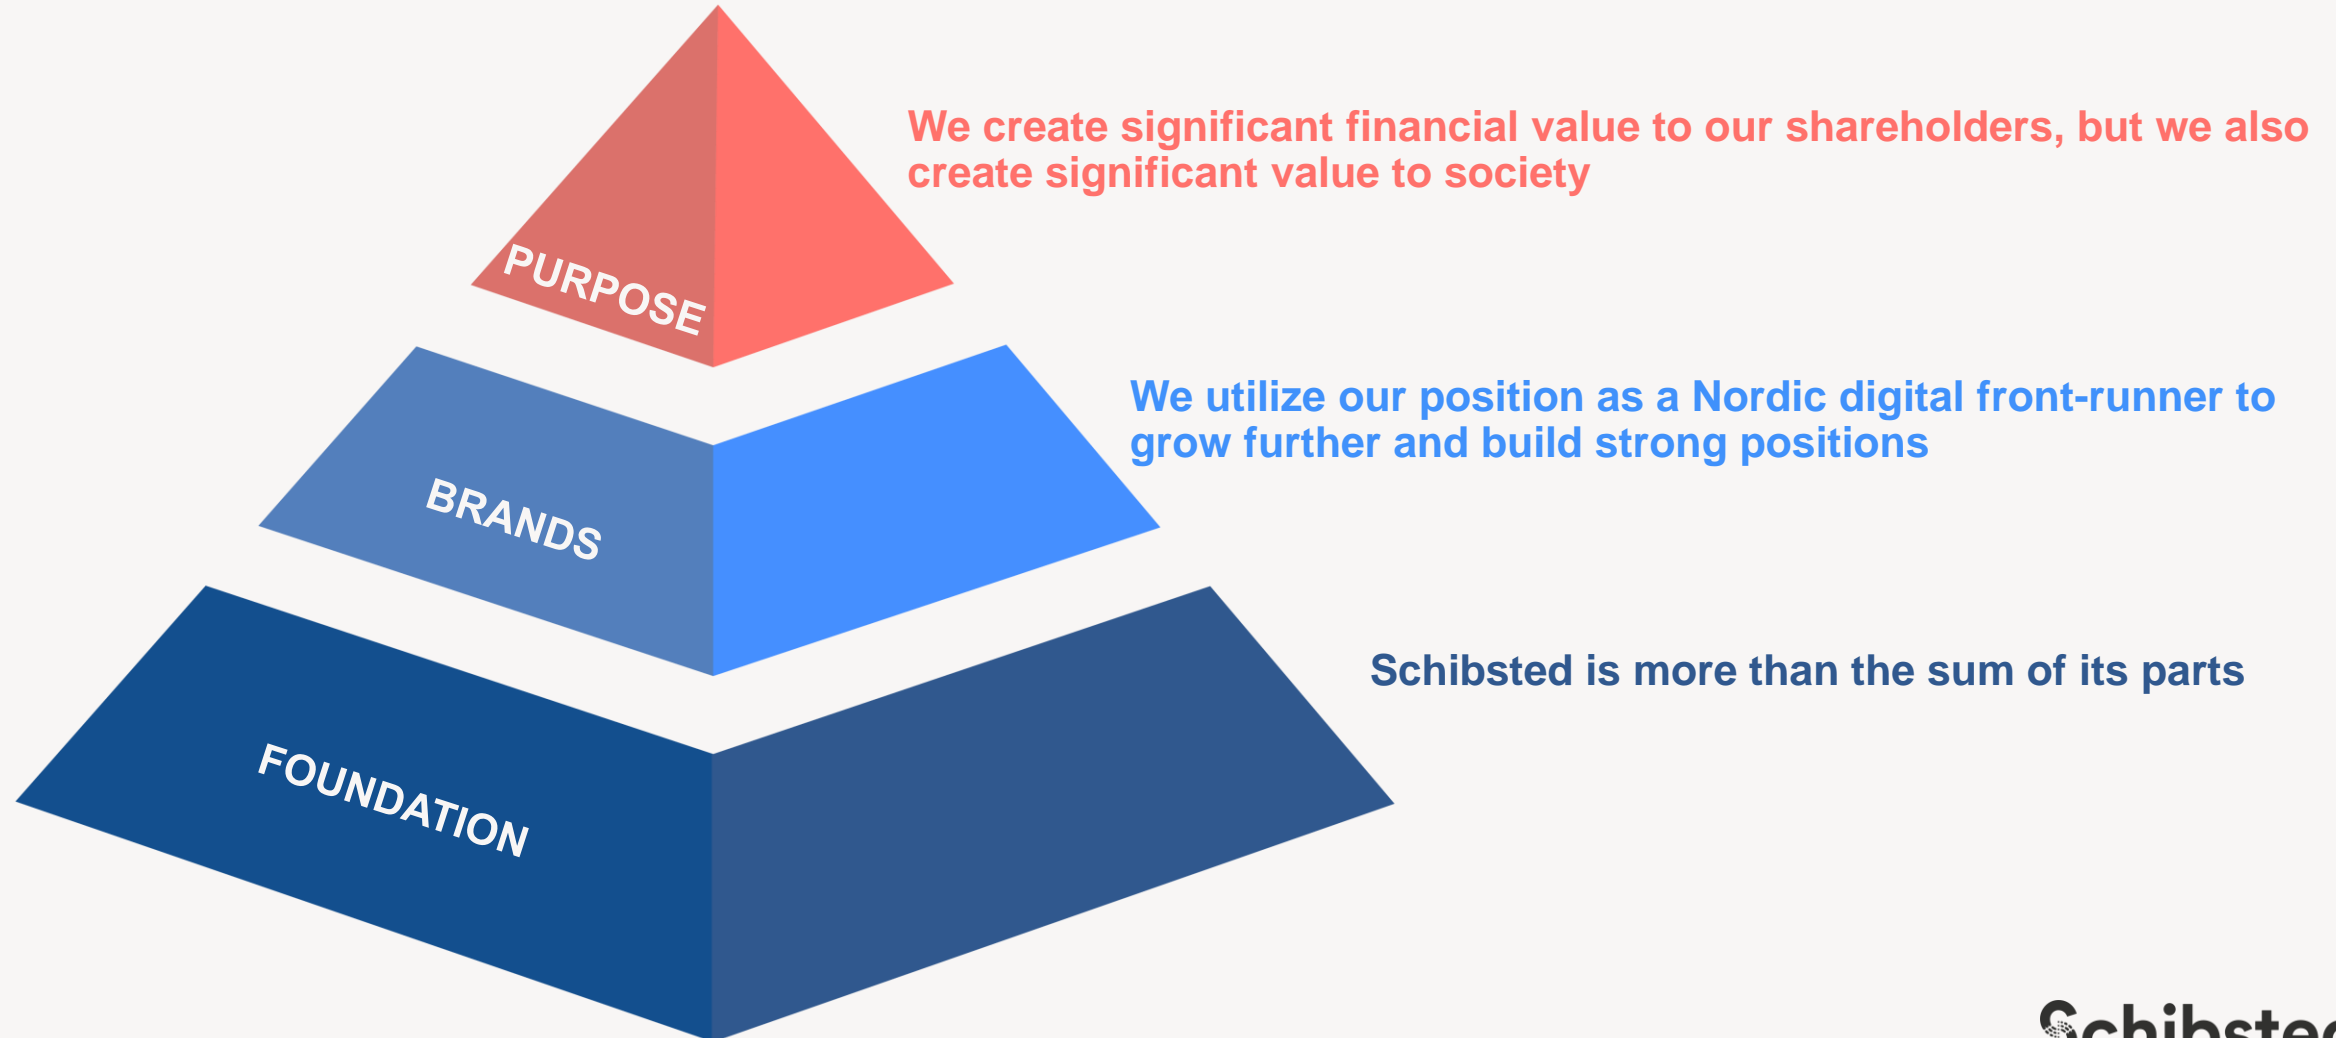 We create significant financial value to our shareholders, but we also
create significant value to society
PURPOSE
We utilize our position as a Nordic digital front-runner to
grow further and build strong positions
BRANDS
Schibsted is more than the sum of its parts
FOUNDATION
Schibsted